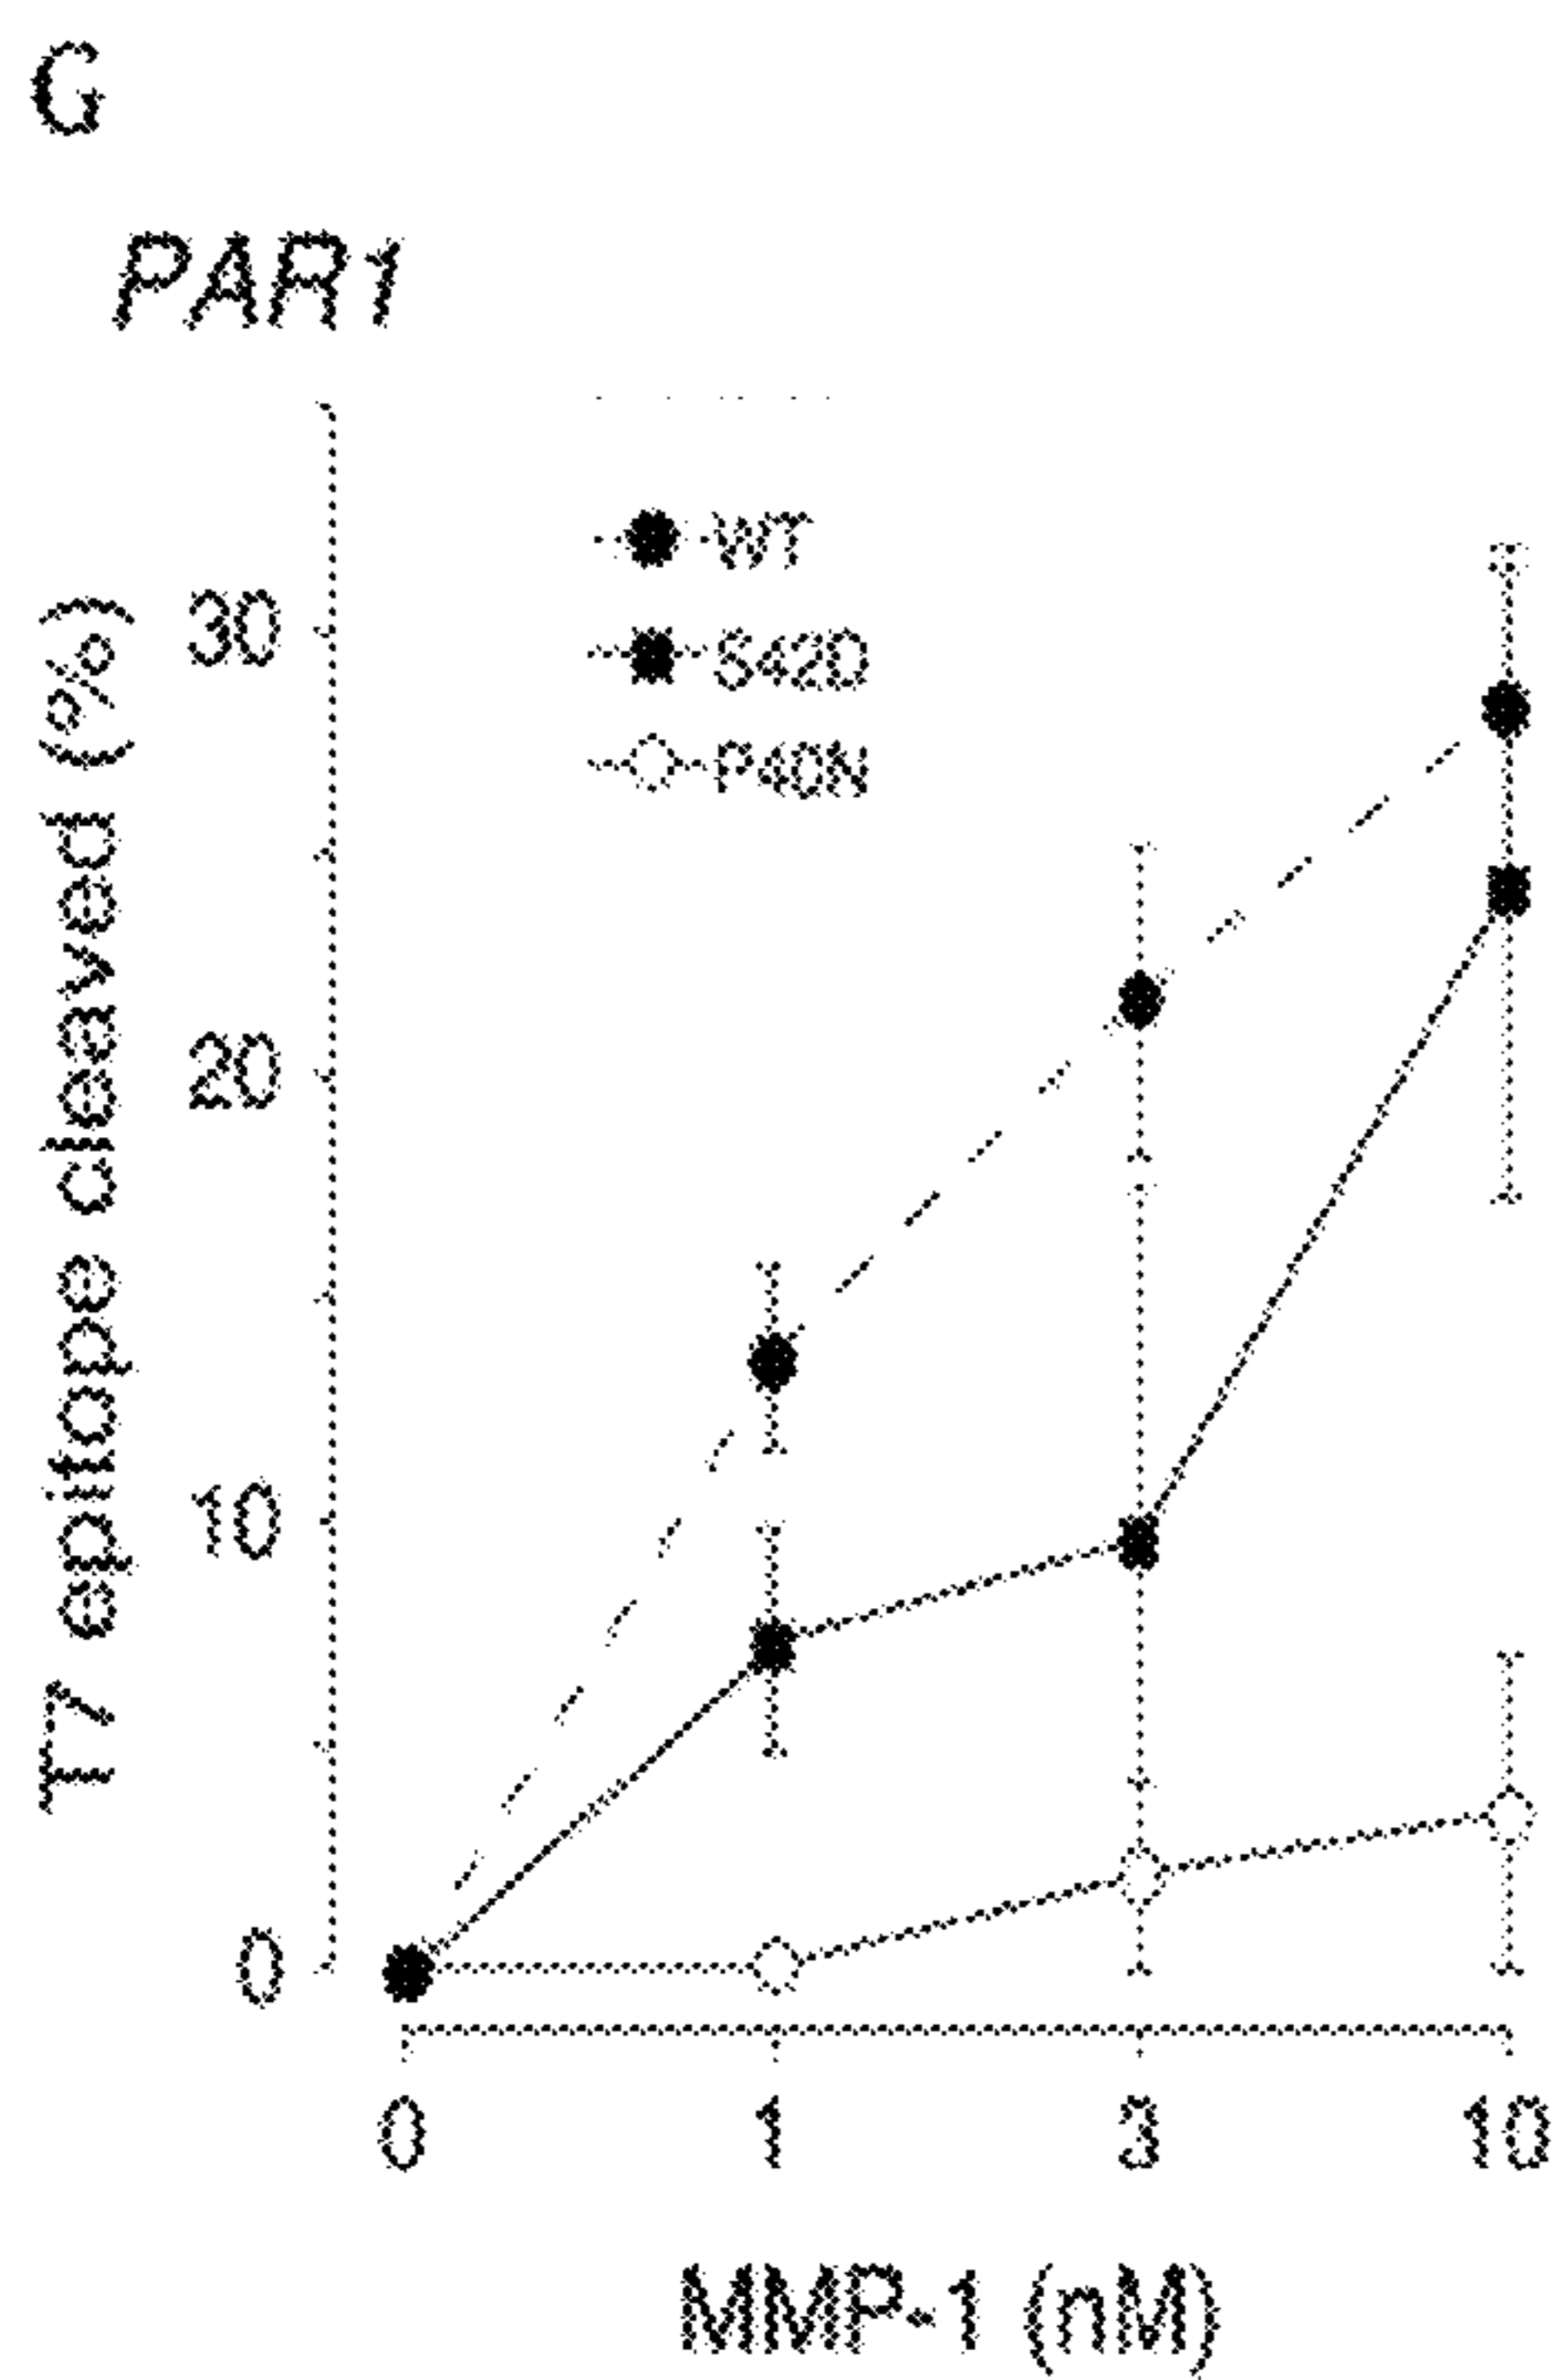 G
PAR1
T7 epitope cleaved (%)
30
20
10
0
WT
S42D
P40N
0 1 3 10
MMP-1 (nM)